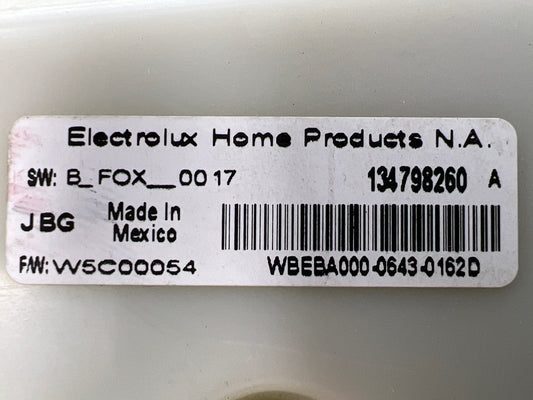 Electrolux Home Products N.A.
SW: B_FOX__0017 134798260 A
JBG Made In Mexico
F/W: W5C00054 WBEBA000-0643-0162D